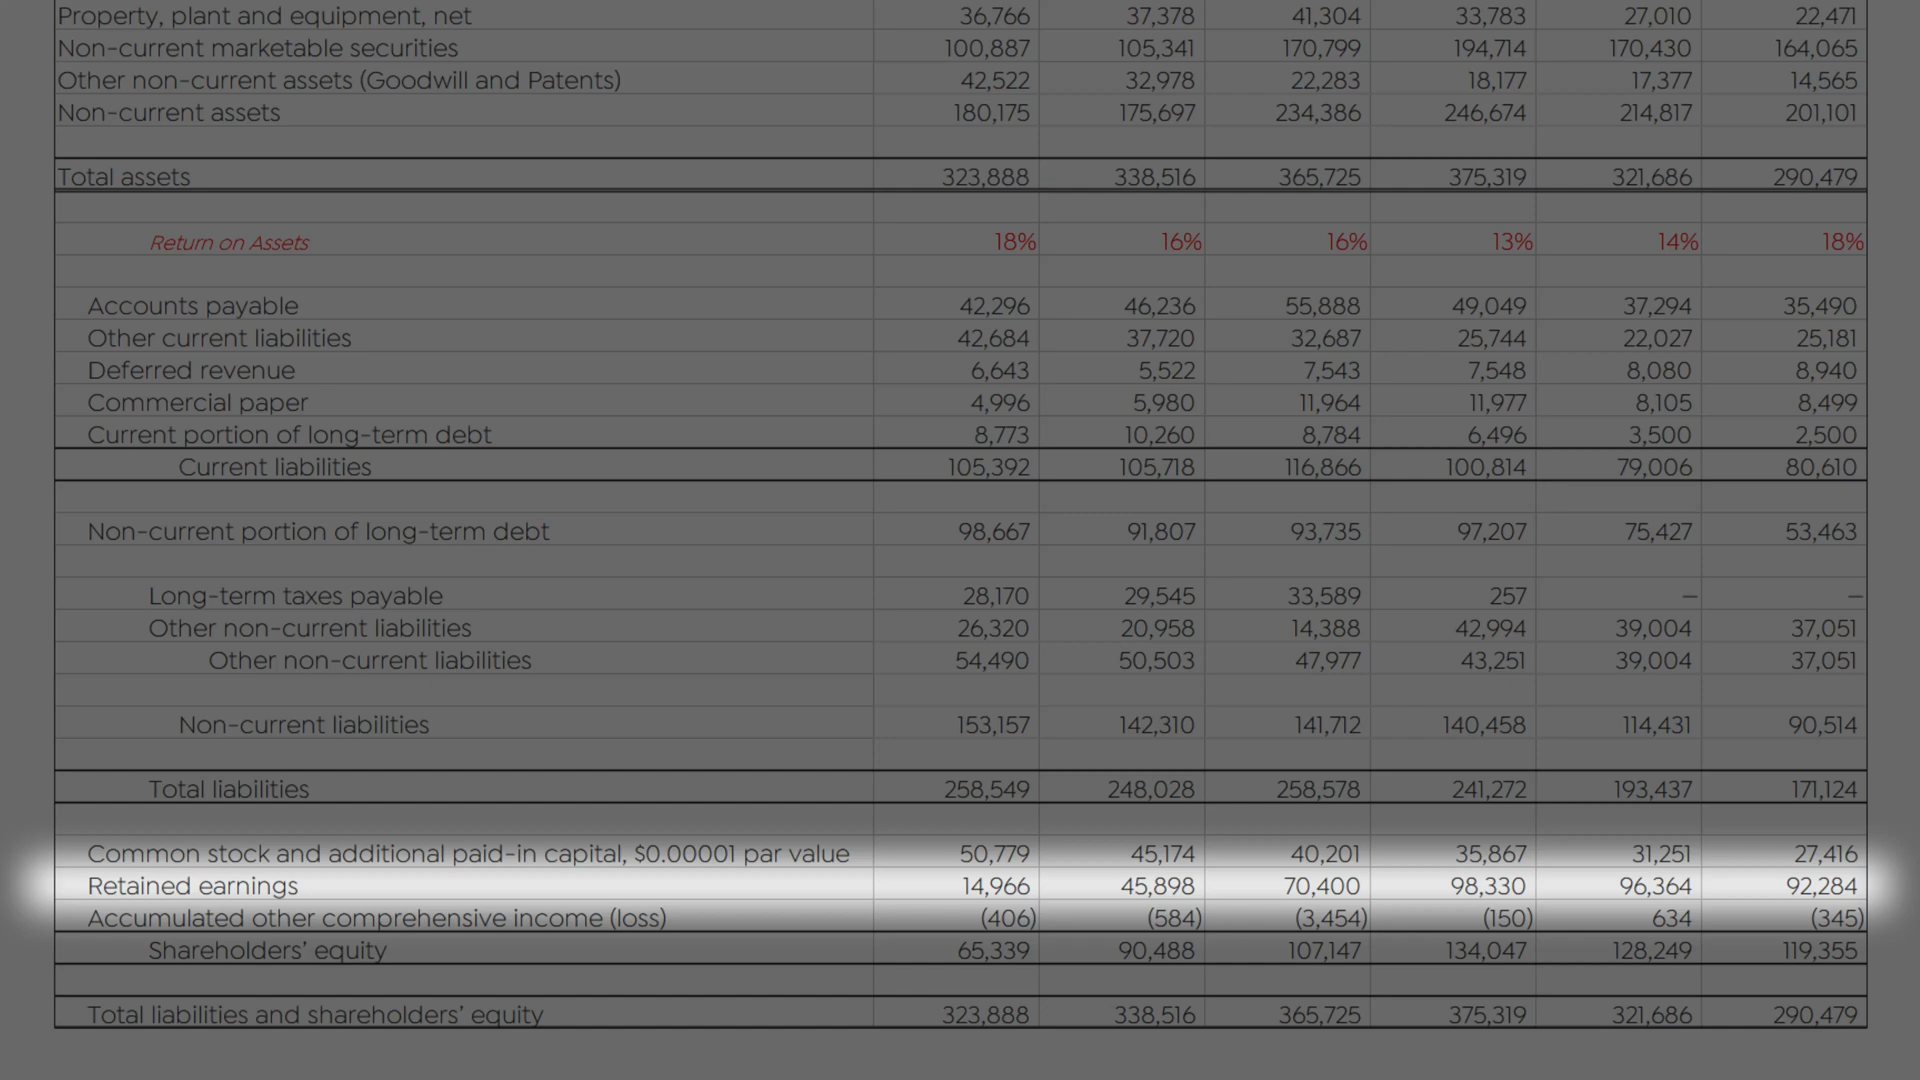 Property, plant and equipment, net 36,766 37,378 41,304 33,783 27,010 22,471
Non-current marketable securities 100,887 105,341 170,799 194,714 170,430 164,065
Other non-current assets (Goodwill and Patents) 42,522 32,978 22,283 18,177 17,377 14,565
Non-current assets 180,175 175,697 234,386 246,674 214,817 201,101
Total assets 323,888 338,516 365,725 375,319 321,686 290,479
Return on Assets 18% 16% 16% 13% 14% 18%
Accounts payable 42,296 46,236 55,888 49,049 37,294 35,490
Other current liabilities 42,684 37,720 32,687 25,744 22,027 25,181
Deferred revenue 6,643 5,522 7,543 7,548 8,080 8,940
Commercial paper 4,996 5,980 11,964 11,977 8,105 8,499
Current portion of long-term debt 8,773 10,260 8,784 6,496 3,500 2,500
Current liabilities 105,392 105,718 116,866 100,814 79,006 80,610
Non-current portion of long-term debt 98,667 91,807 93,735 97,207 75,427 53,463
Long-term taxes payable 28,170 29,545 33,589 257 – –
Other non-current liabilities 26,320 20,958 14,388 42,994 39,004 37,051
Other non-current liabilities 54,490 50,503 47,977 43,251 39,004 37,051
Non-current liabilities 153,157 142,310 141,712 140,458 114,431 90,514
Total liabilities 258,549 248,028 258,578 241,272 193,437 171,124
Common stock and additional paid-in capital, $0.00001 par value 50,779 45,174 40,201 35,867 31,251 27,416
Retained earnings 14,966 45,898 70,400 98,330 96,364 92,284
Accumulated other comprehensive income (loss) (406) (584) (3,454) (150) 634 (345)
Shareholders’ equity 65,339 90,488 107,147 134,047 128,249 119,355
Total liabilities and shareholders’ equity 323,888 338,516 365,725 375,319 321,686 290,479